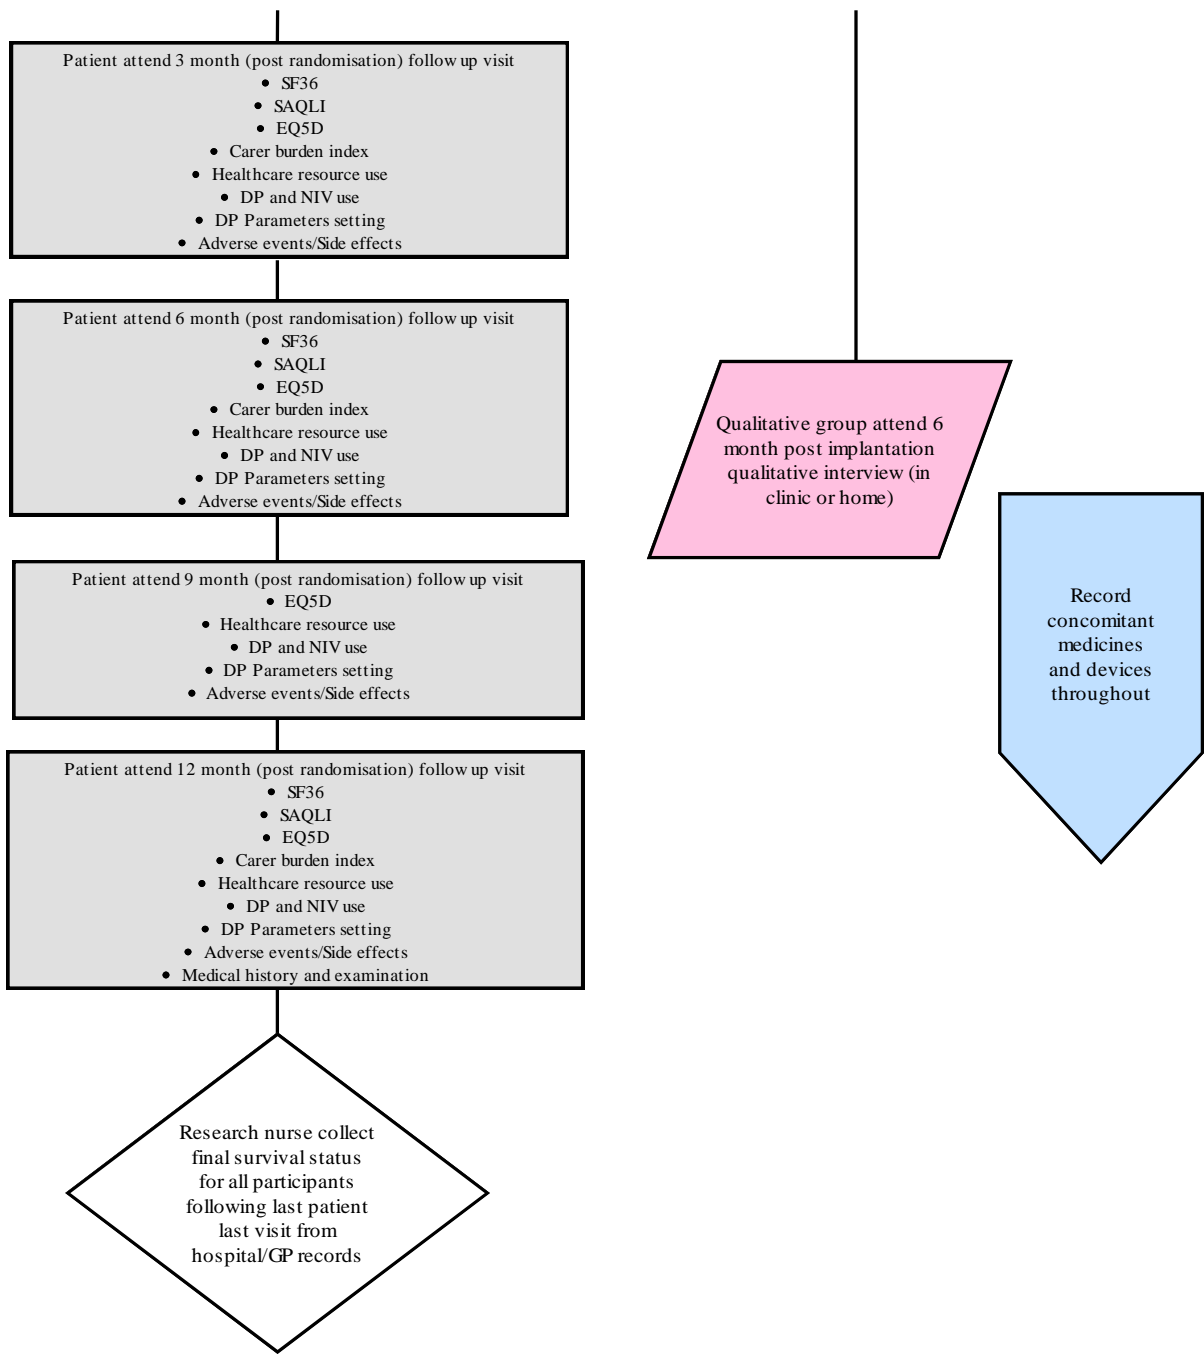 Patient attend 3 month (post randomisation) follow up visit
• SF36
• SAQLI
• EQ5D
• Carer burden index
• Healthcare resource use
• DP and NIV use
• DP Parameters setting
• Adverse events/Side effects
Patient attend 6 month (post randomisation) follow up visit
• SF36
• SAQLI
• EQ5D
• Carer burden index
• Healthcare resource use
• DP and NIV use
• DP Parameters setting
• Adverse events/Side effects
Qualitative group attend 6
month post implantation
qualitative interview (in
clinic or home)
Patient attend 9 month (post randomisation) follow up visit
• EQ5D
• Healthcare resource use
• DP and NIV use
• DP Parameters setting
• Adverse events/Side effects
Record
concomitant
medicines
and devices
throughout
Patient attend 12 month (post randomisation) follow up visit
• SF36
• SAQLI
• EQ5D
• Carer burden index
• Healthcare resource use
• DP and NIV use
• DP Parameters setting
• Adverse events/Side effects
• Medical history and examination
Research nurse collect
final survival status
for all participants
following last patient
last visit from
hospital/GP records